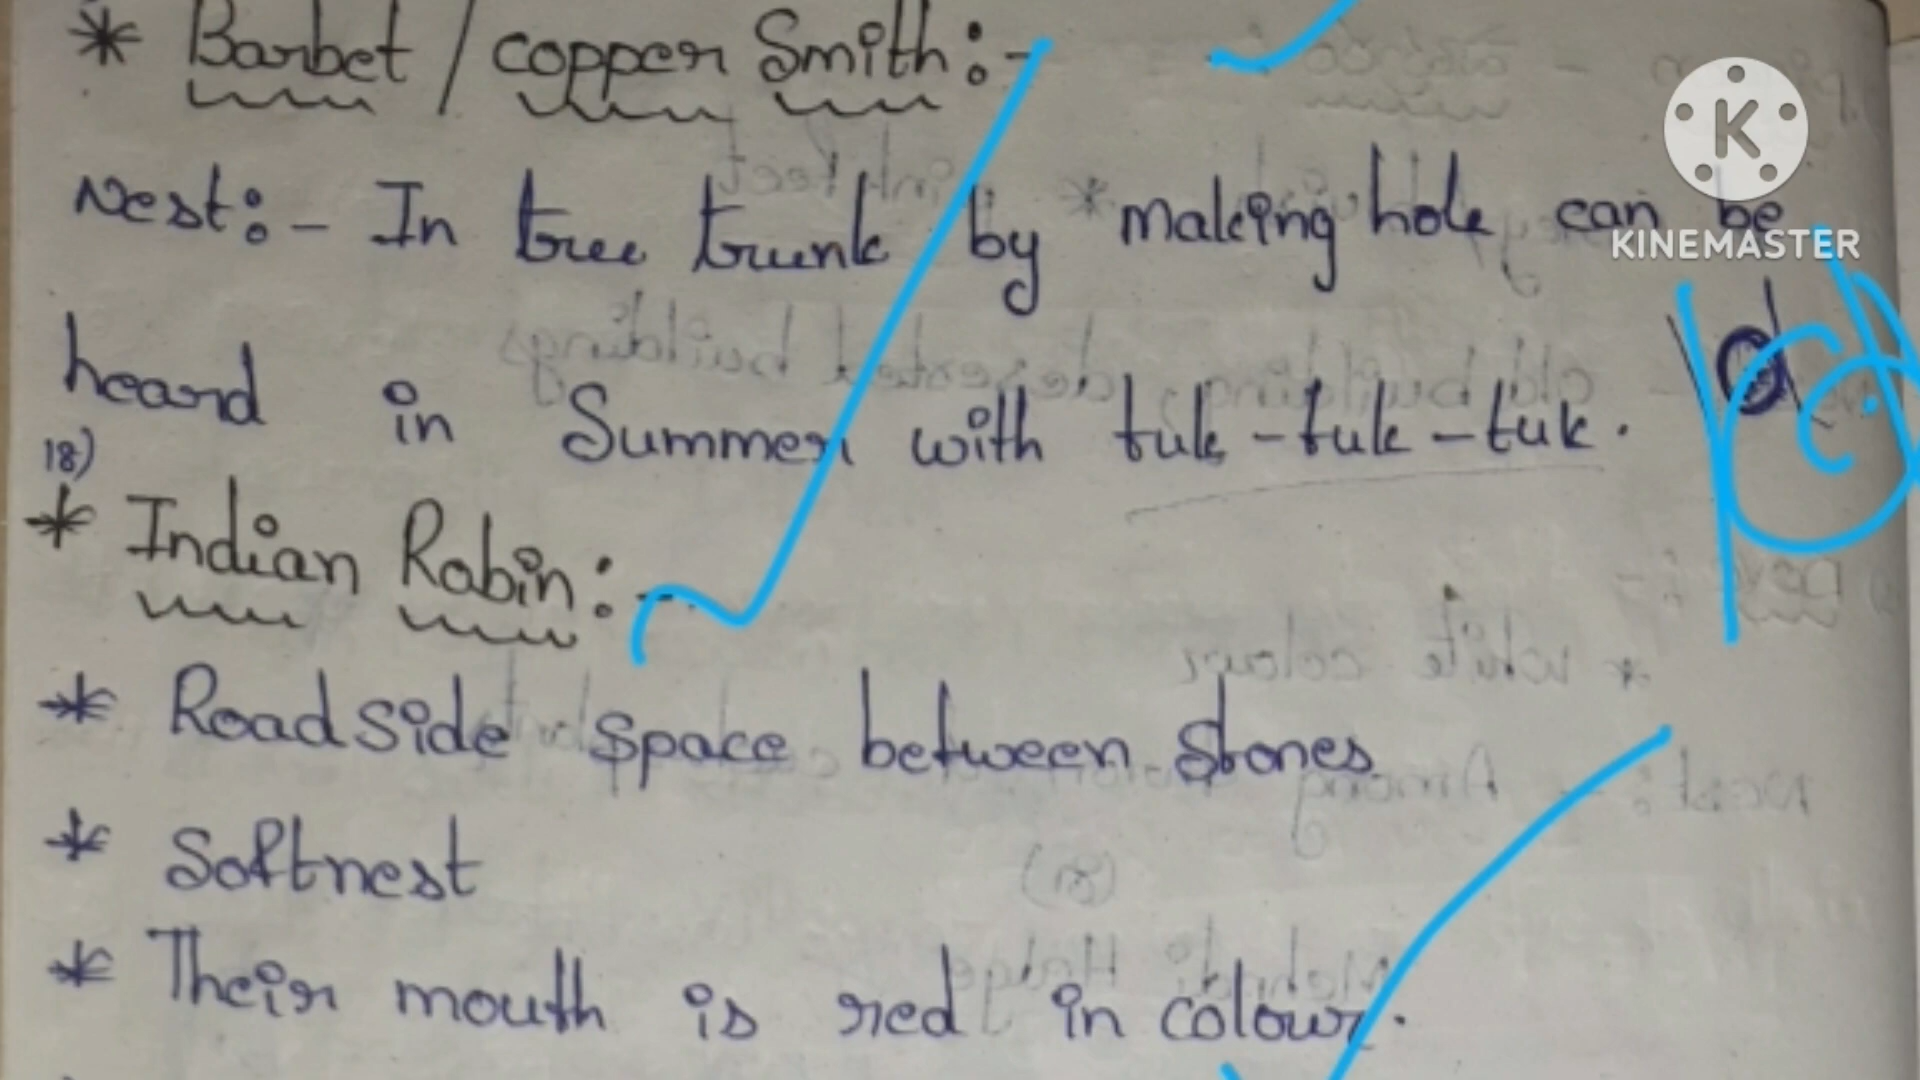 * Barbet / copper Smith:-
Nest:- In tree trunk by *making hole can be
heard in Summer with tuk-tuk-tuk.
18)
* Indian Robin:-
* Roadside space between stones
* Softnest
* Their mouth is red in colour.
K
KINEMASTER